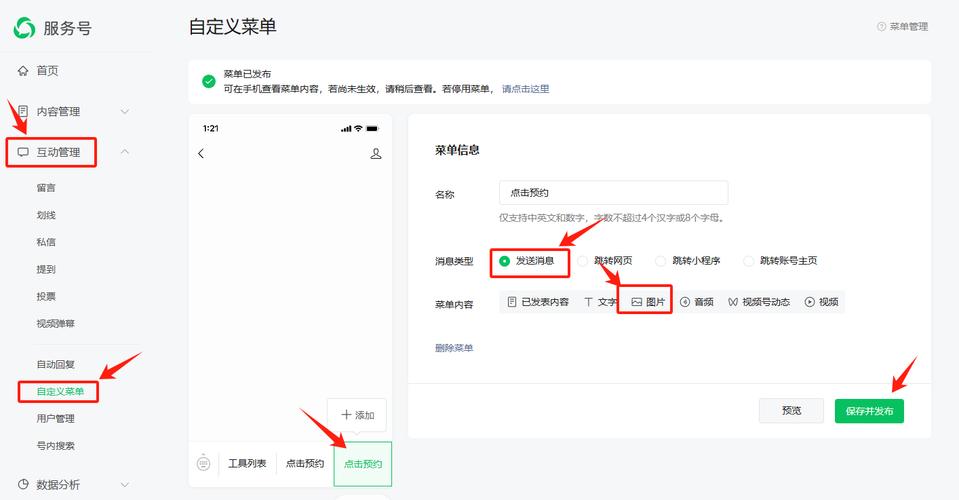 服务号
首页
内容管理
互动管理
留言
划线
私信
提到
投票
视频弹幕
自动回复
自定义菜单
用户管理
号内搜索
数据分析
自定义菜单
菜单管理
菜单已发布
可在手机查看菜单内容，若尚未生效，请稍后查看。若停用菜单，请点击这里
1:21
添加
工具列表 点击预约 点击预约
菜单信息
名称 点击预约
仅支持中英文和数字，字数不超过4个汉字或8个字母。
消息类型 发送消息 跳转网页 跳转小程序 跳转账号主页
菜单内容 已发表内容 文字 图片 音频 视频号动态 视频
删除菜单
预览 保存并发布